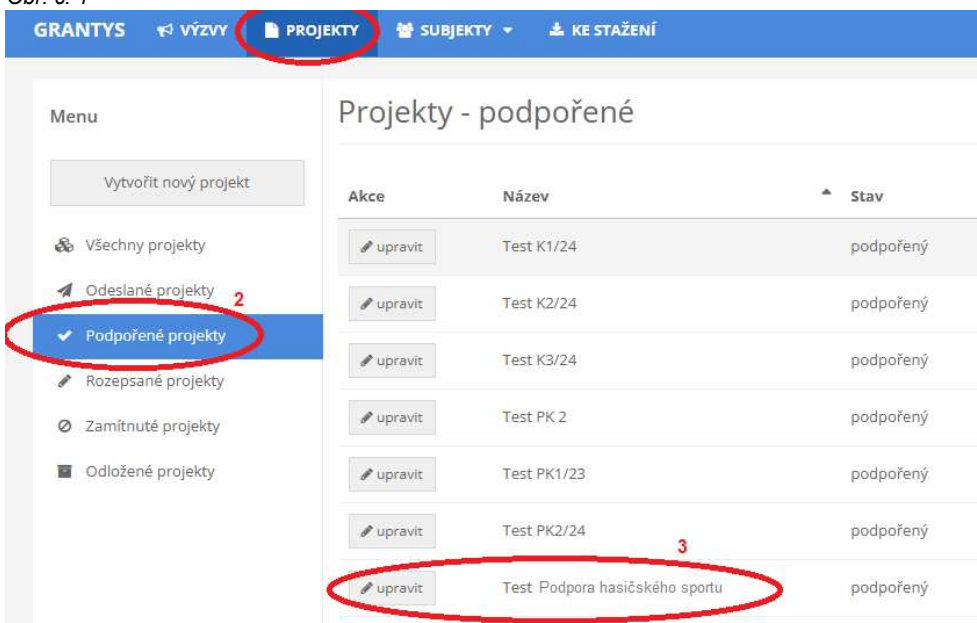 Obr. č. 1
GRANTYS VÝZVY PROJEKTY SUBJEKTY KE STAŽENÍ
Menu
Projekty - podpořené
Vytvořit nový projekt
Akce Název Stav
Všechny projekty
upravit Test K1/24 podpořený
Odeslané projekty
2
upravit Test K2/24 podpořený
Podpořené projekty
upravit Test K3/24 podpořený
Rozepsané projekty
Zamítnuté projekty
upravit Test PK 2 podpořený
Odložené projekty
upravit Test PK1/23 podpořený
upravit Test PK2/24 podpořený
3
upravit Test Podpora hasičského sportu podpořený